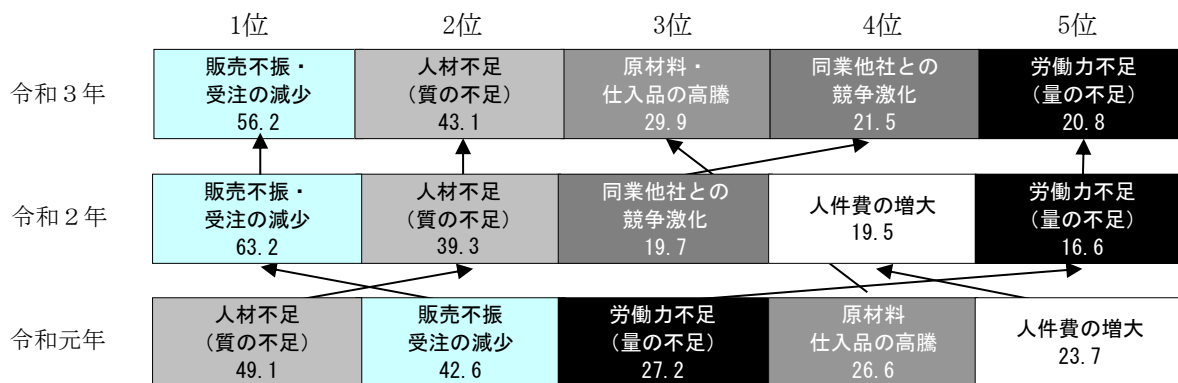 1位 2位 3位 4位 5位
令和3年
販売不振・
受注の減少
56.2
人材不足
(質の不足)
43.1
原材料・
仕入品の高騰
29.9
同業他社との
競争激化
21.5
労働力不足
(量の不足)
20.8
令和2年
販売不振・
受注の減少
63.2
人材不足
(質の不足)
39.3
同業他社との
競争激化
19.7
人件費の増大
19.5
労働力不足
(量の不足)
16.6
令和元年
人材不足
(質の不足)
49.1
販売不振
受注の減少
42.6
労働力不足
(量の不足)
27.2
原材料
仕入品の高騰
26.6
人件費の増大
23.7